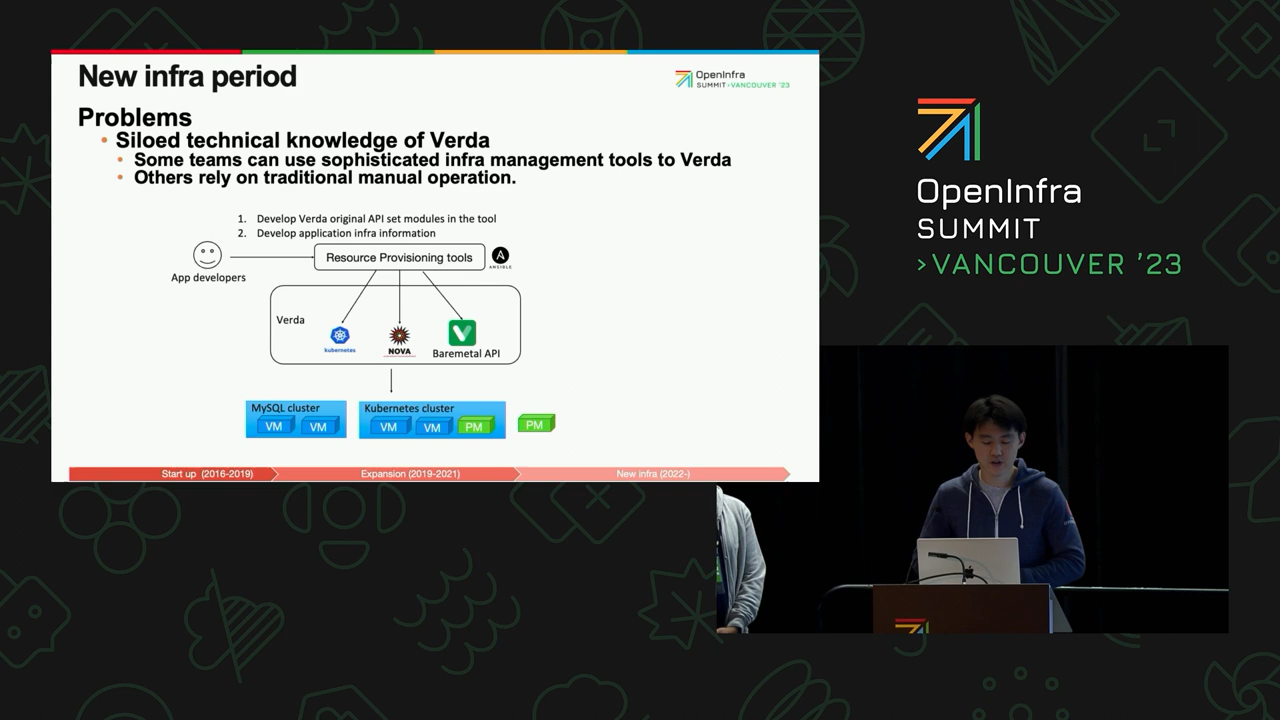 New infra period
OpenInfra
SUMMIT›VANCOUVER '23
Problems
• Siloed technical knowledge of Verda
• Some teams can use sophisticated infra management tools to Verda
• Others rely on traditional manual operation.
1. Develop Verda original API set modules in the tool
2. Develop application infra information
App developers
Resource Provisioning tools
A
ANSIBLE
Verda
kubernetes
NOVA
Baremetal API
MySQL cluster
VM VM
Kubernetes cluster
VM VM PM
PM
Start up (2016-2019)
Expansion (2019-2021)
New infra (2022-)
OpenInfra
SUMMIT
›VANCOUVER '23